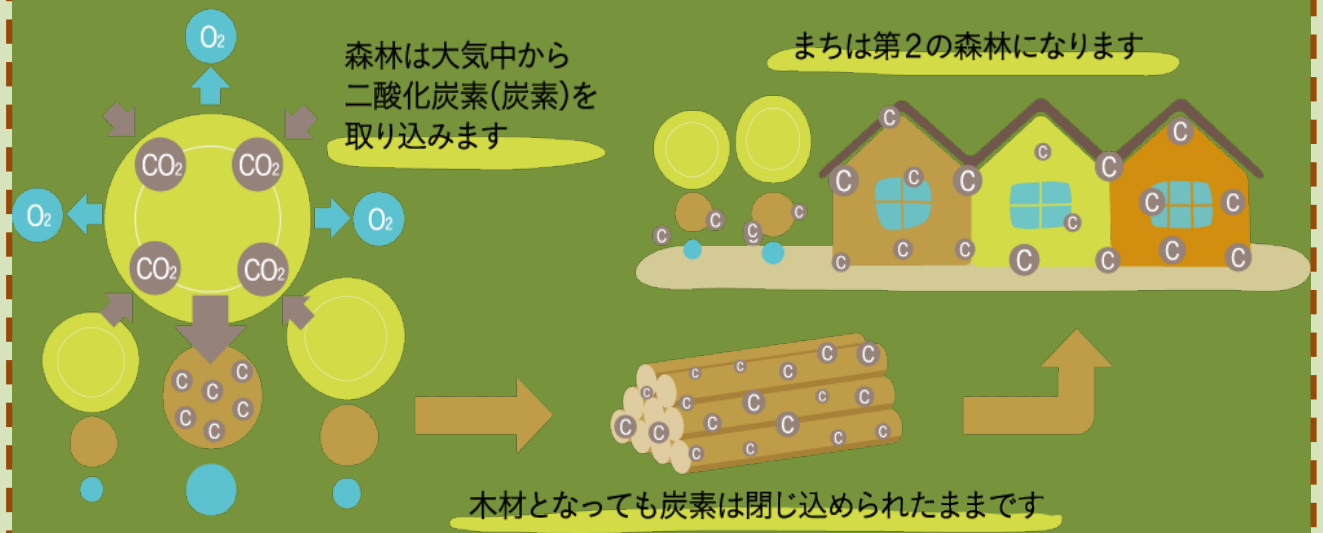 O₂
森林は大気中から
二酸化炭素(炭素)を
取り込みます
まちは第２の森林になります
CO₂ CO₂
O₂ O₂
CO₂ CO₂
C C C C C C
C C C C
C C C C C C C C C C C C C C C C C
C C C C C C C C C C C C C C C C C C
木材となっても炭素は閉じ込められたままです